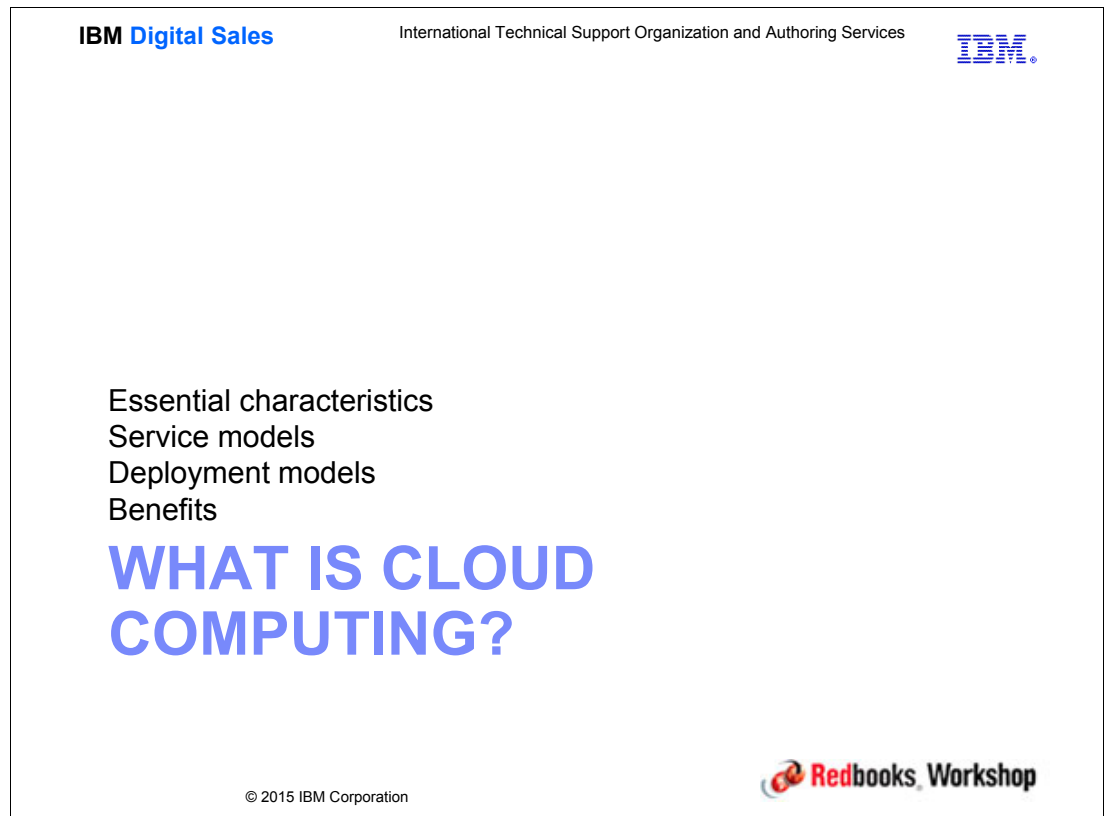 IBM Digital Sales
International Technical Support Organization and Authoring Services
IBM®
Essential characteristics
Service models
Deployment models
Benefits
WHAT IS CLOUD
COMPUTING?
© 2015 IBM Corporation
Redbooks Workshop